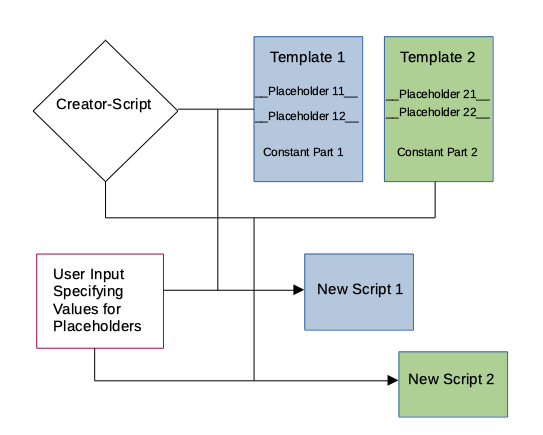 Template 1
Template 2
Creator-Script
__Placeholder 11__
__Placeholder 12__
Constant Part 1
__Placeholder 21__
__Placeholder 22__
Constant Part 2
User Input
Specifying
Values for
Placeholders
New Script 1
New Script 2